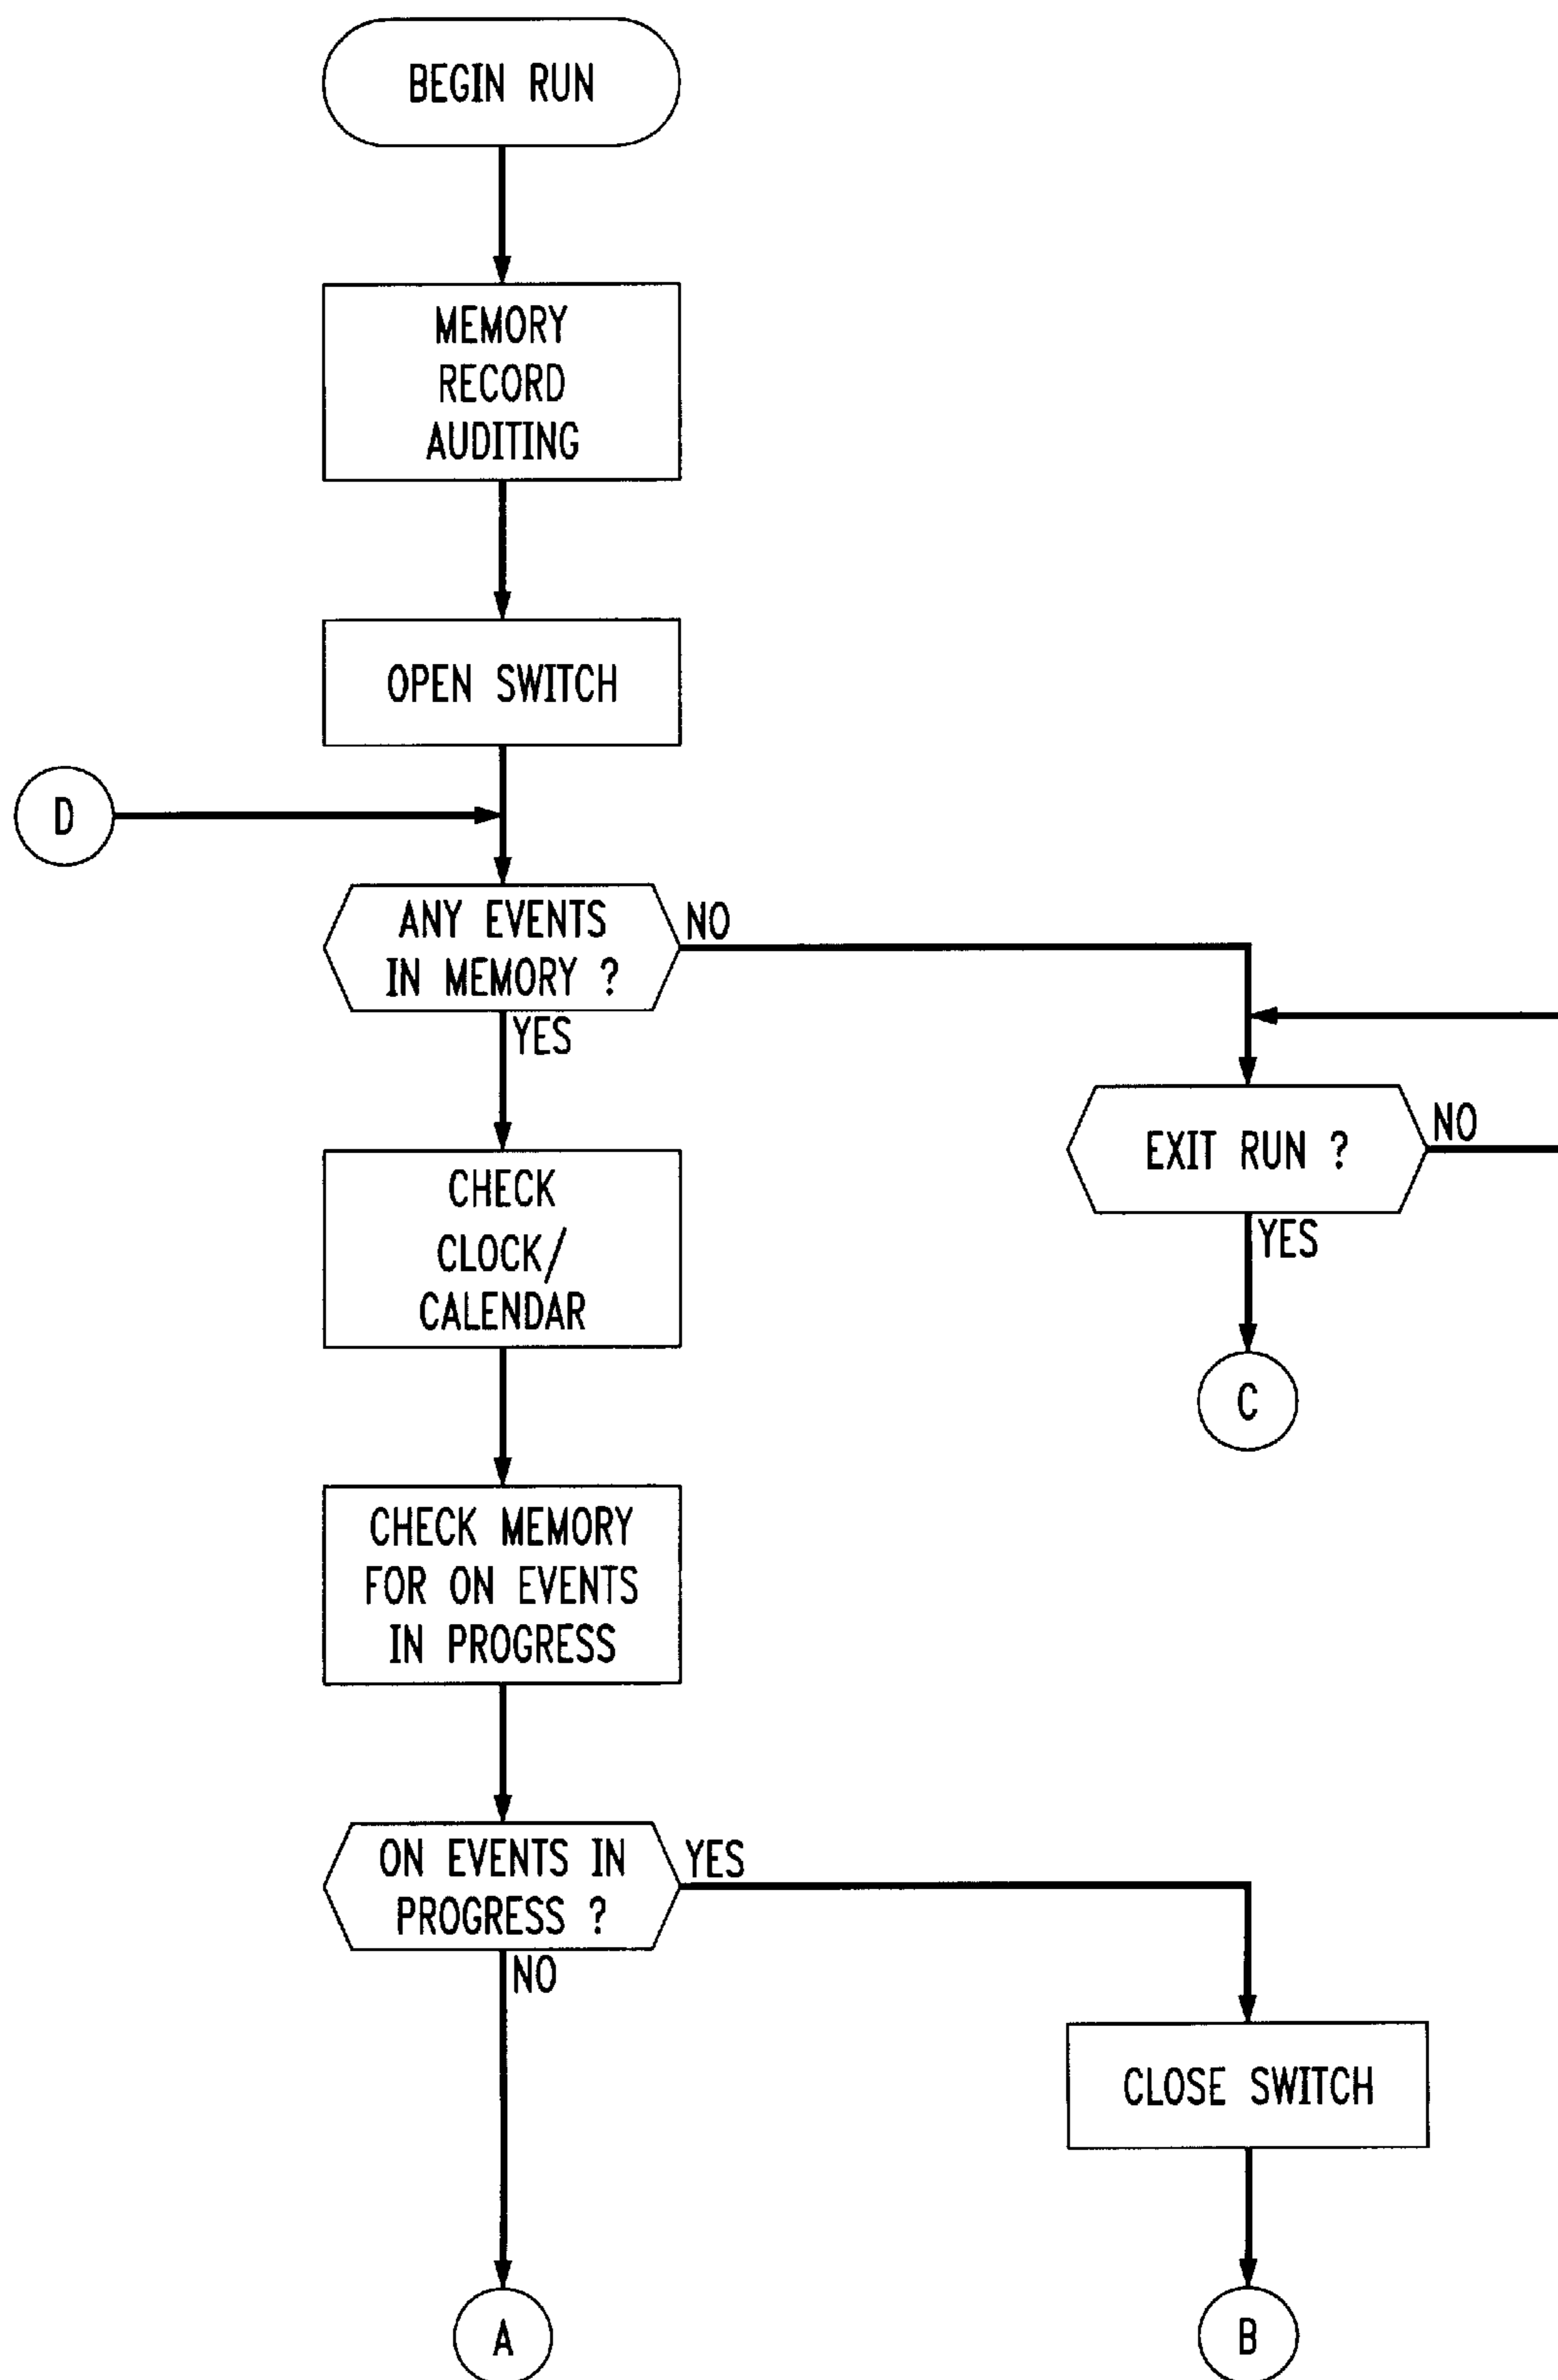 BEGIN RUN
MEMORY
RECORD
AUDITING
OPEN SWITCH
D
ANY EVENTS
IN MEMORY ?
NO
YES
EXIT RUN ?
NO
YES
C
CHECK
CLOCK/
CALENDAR
CHECK MEMORY
FOR ON EVENTS
IN PROGRESS
ON EVENTS IN
PROGRESS ?
YES
NO
CLOSE SWITCH
A
B